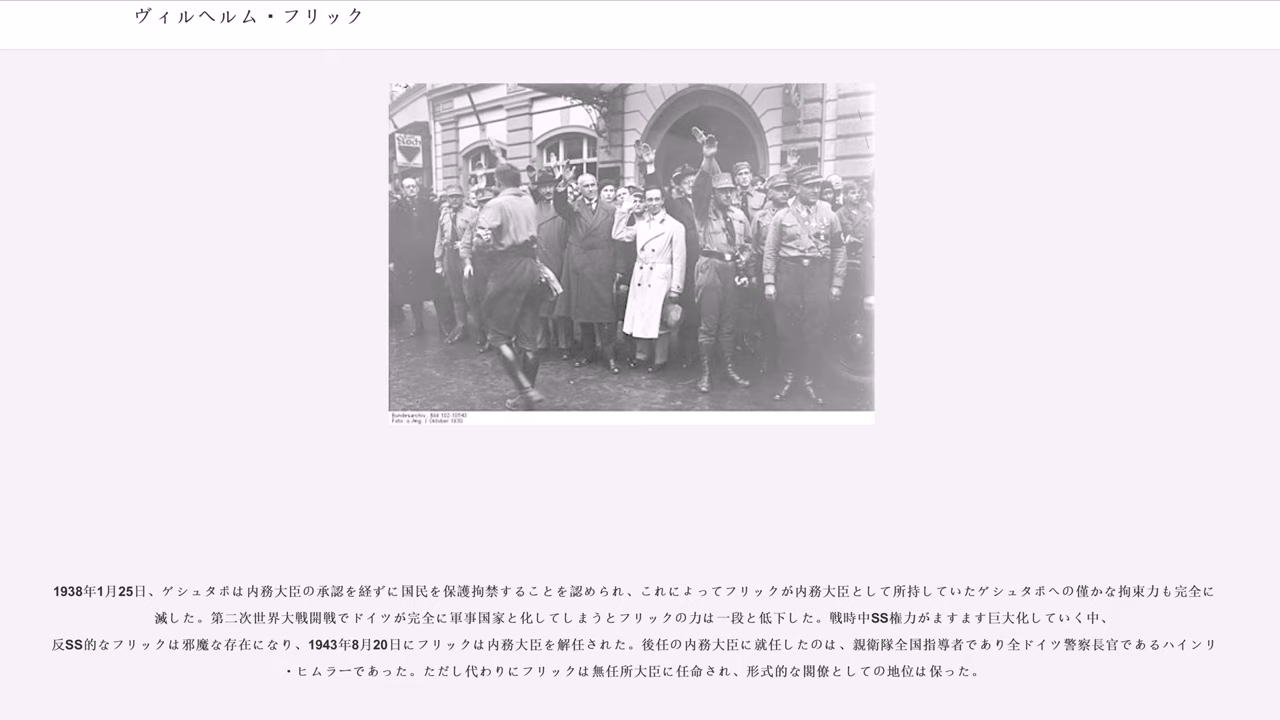 ヴィルヘルム・フリック
Koch
Bundesarchiv, Bild 102-10543
Foto: o.Ang. | Oktober 1930
1938年1月25日、ゲシュタポは内務大臣の承認を経ずに国民を保護拘禁することを認められ、これによってフリックが内務大臣として所持していたゲシュタポへの僅かな拘束力も完全に
滅した。第二次世界大戦開戦でドイツが完全に軍事国家と化してしまうとフリックの力は一段と低下した。戦時中SS権力がますます巨大化していく中、
反SS的なフリックは邪魔な存在になり、1943年8月20日にフリックは内務大臣を解任された。後任の内務大臣に就任したのは、親衛隊全国指導者であり全ドイツ警察長官であるハインリ
・ヒムラーであった。ただし代わりにフリックは無任所大臣に任命され、形式的な閣僚としての地位は保った。